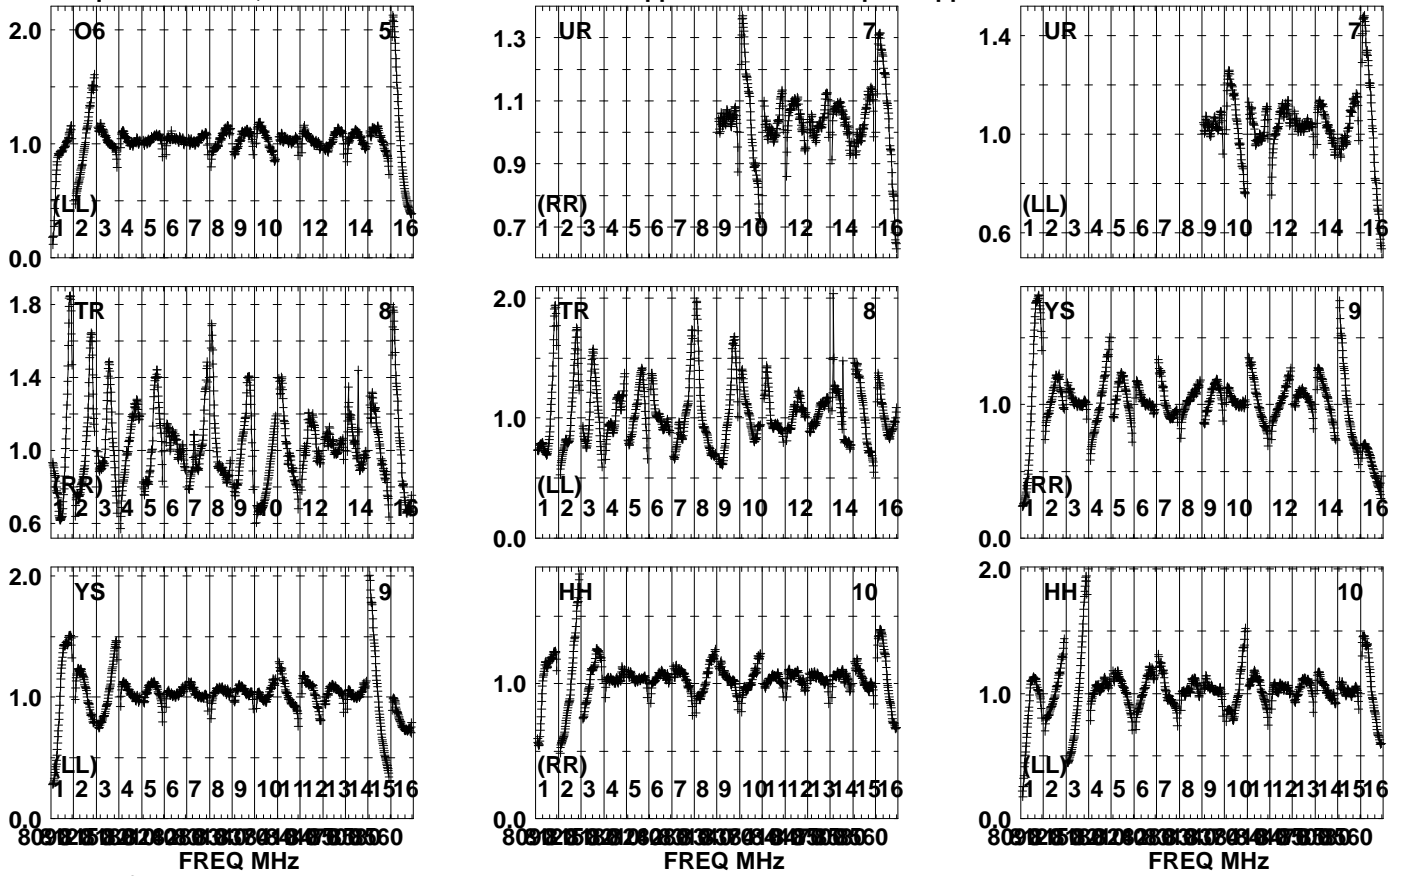 O6 5
2.0
1.0
0.0
(LL)
1 2 3 4 5 6 7 8 9 10 12 14 16
UR 7
1.3
1.1
0.9
0.7
(RR)
1 2 3 4 5 6 7 8 9 10 12 14 16
UR 7
1.4
1.0
0.6
(LL)
1 2 3 4 5 6 7 8 9 10 12 14 16
TR 8
1.8
1.4
1.0
0.6
(RR)
1 2 3 4 5 6 7 8 9 10 12 14 16
TR 8
2.0
1.0
0.0
(LL)
1 2 3 4 5 6 7 8 9 10 12 14 16
YS 9
1.0
0.0
(RR)
1 2 3 4 5 6 7 8 9 10 12 14 16
YS 9
2.0
1.0
0.0
(LL)
1 2 3 4 5 6 7 8 9 10 11 12 13 14 15 16
FREQ MHz
HH 10
1.0
0.0
(RR)
1 2 3 4 5 6 7 8 9 10 11 12 13 14 15 16
FREQ MHz
HH 10
2.0
1.0
0.0
(LL)
1 2 3 4 5 6 7 8 9 10 11 12 13 14 15 16
FREQ MHz